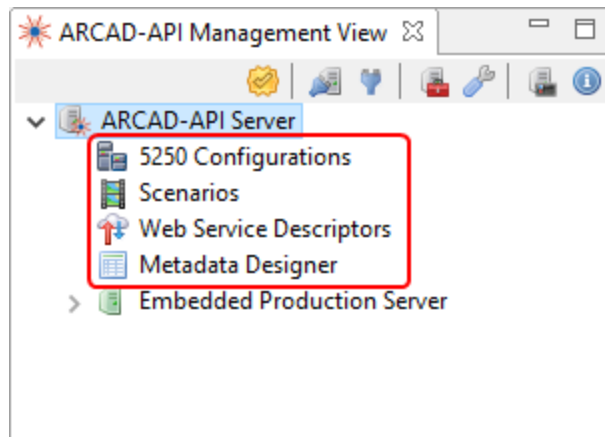 ARCAD-API Management View
ARCAD-API Server
5250 Configurations
Scenarios
Web Service Descriptors
Metadata Designer
Embedded Production Server